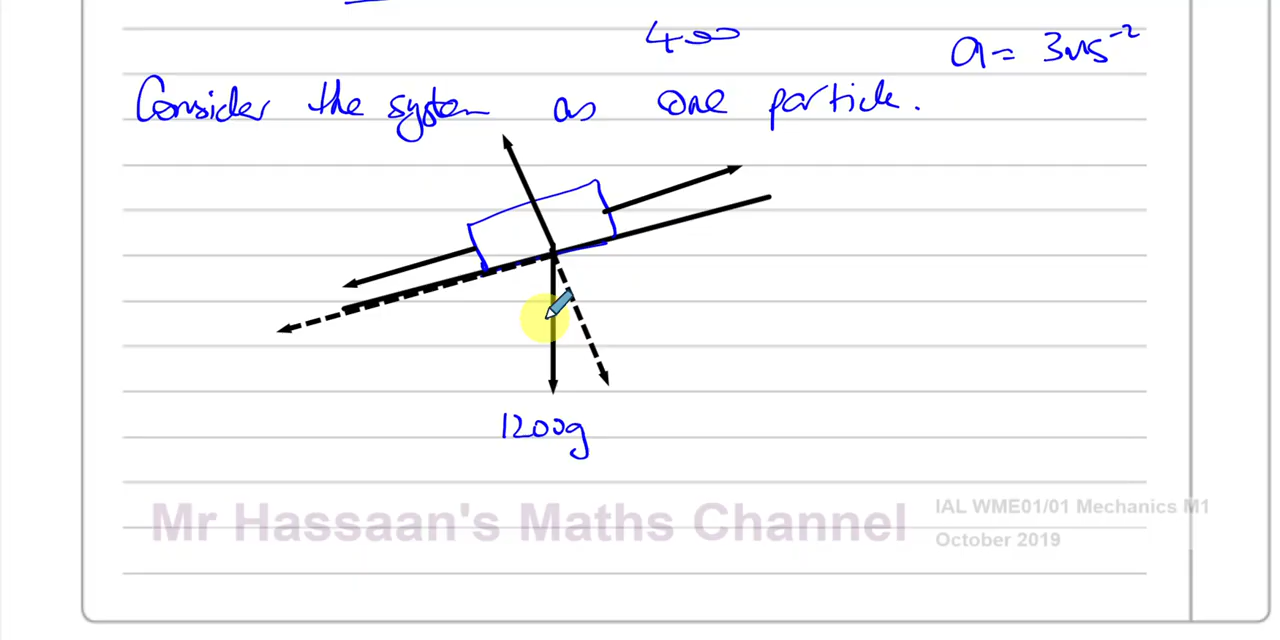 400
a = 3ms⁻²
Consider the system as one particle.
1200g
Mr Hassaan's Maths Channel
IAL WME01/01 Mechanics M1
October 2019